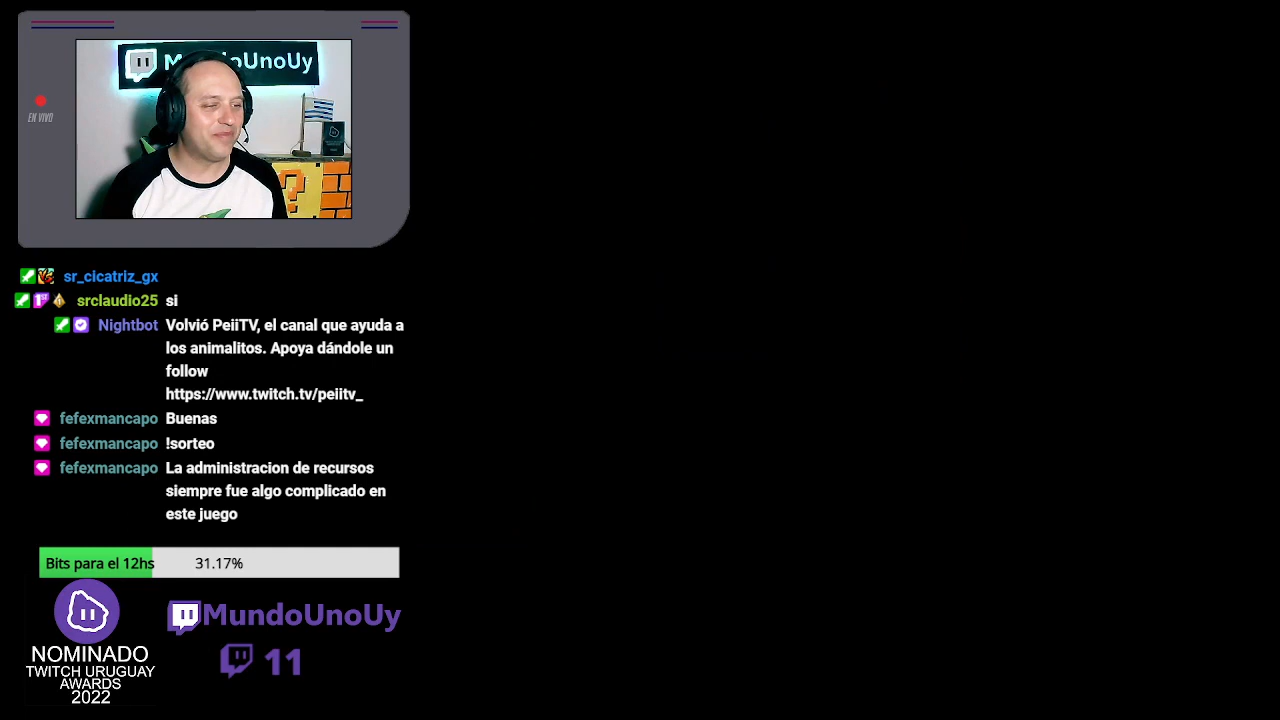 MundoUnoUy
EN VIVO
sr_cicatriz_gx
srclaudio25 si
Nightbot Volvió PeiiTV, el canal que ayuda a
los animalitos. Apoya dándole un
follow
https://www.twitch.tv/peiitv_
fefexmancapo Buenas
fefexmancapo !sorteo
fefexmancapo La administracion de recursos
siempre fue algo complicado en
este juego
Bits para el 12hs 31.17%
MundoUnoUy
11
NOMINADO
TWITCH URUGUAY
AWARDS
2022